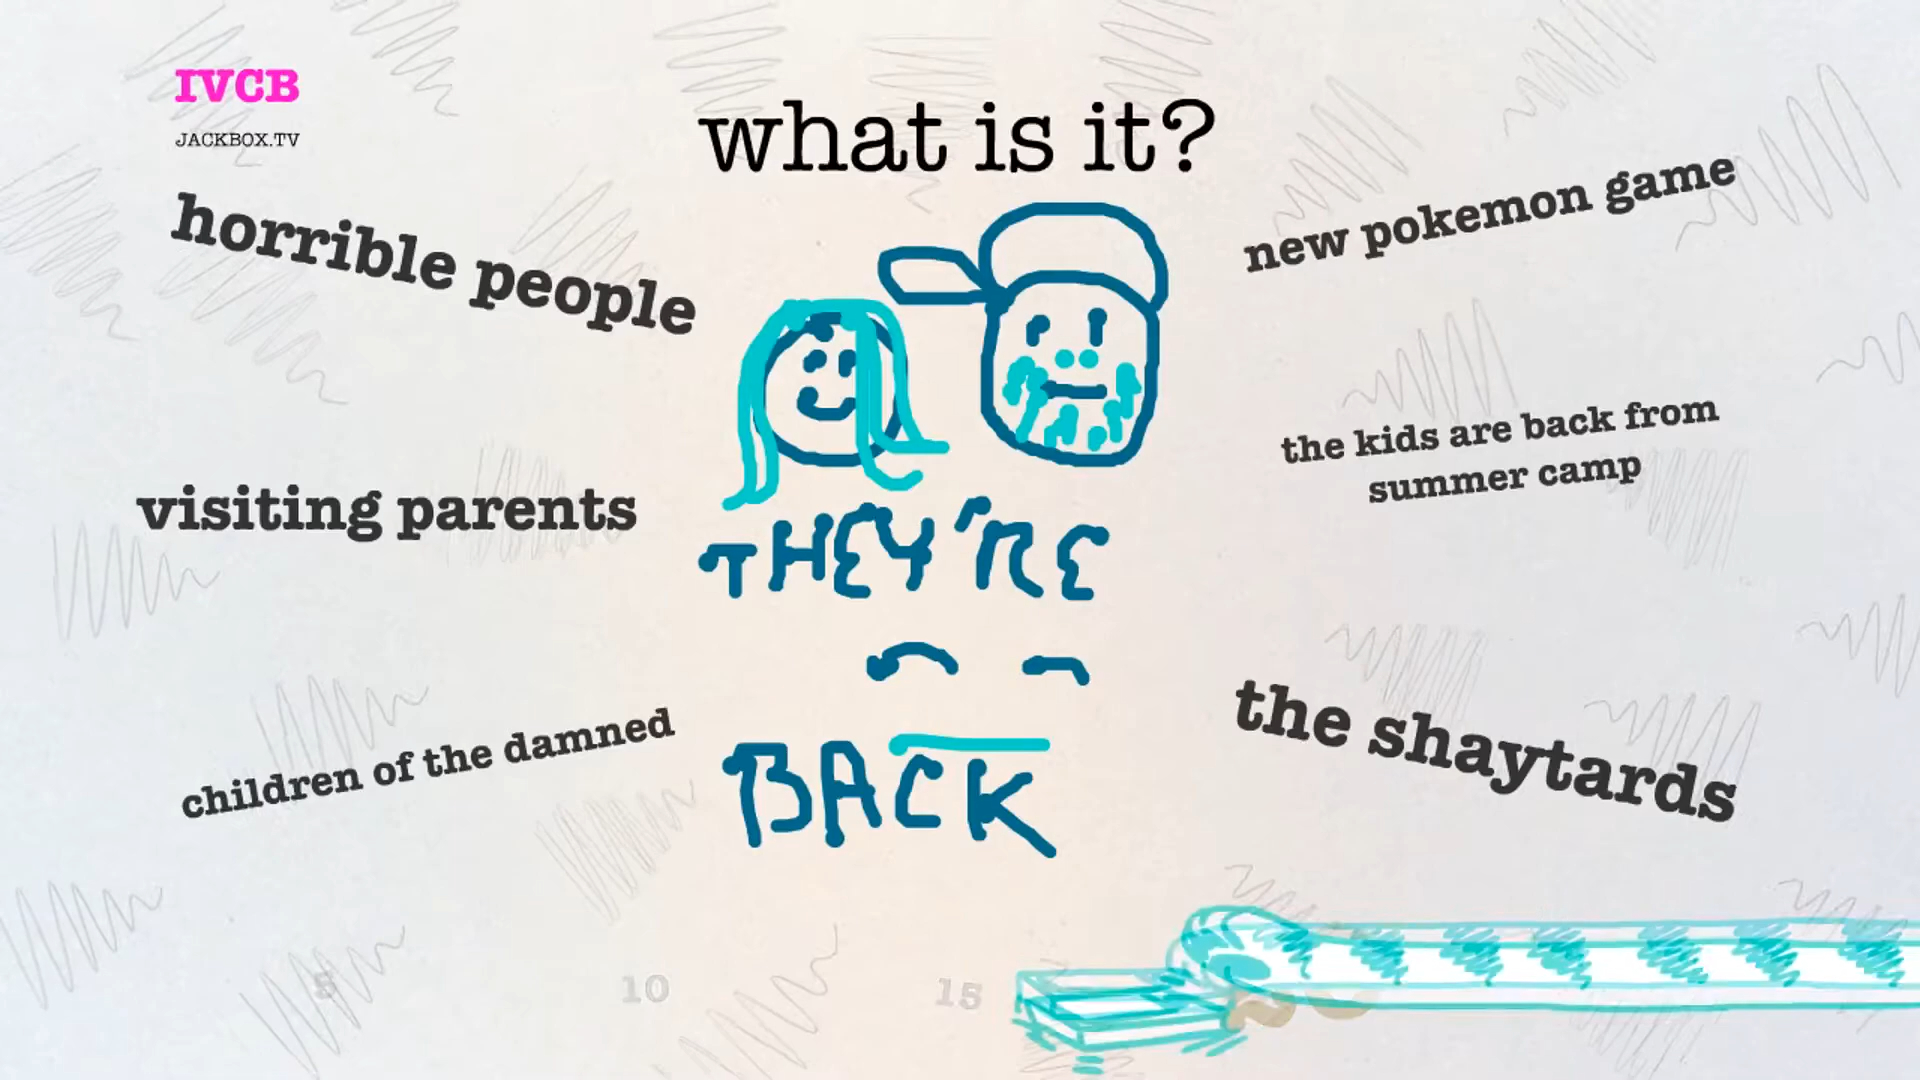 IVCB
JACKBOX.TV
what is it?
horrible people
new pokemon game
visiting parents
the kids are back from
summer camp
THEY'RE
children of the damned
the shaytards
BACK
5
10
15